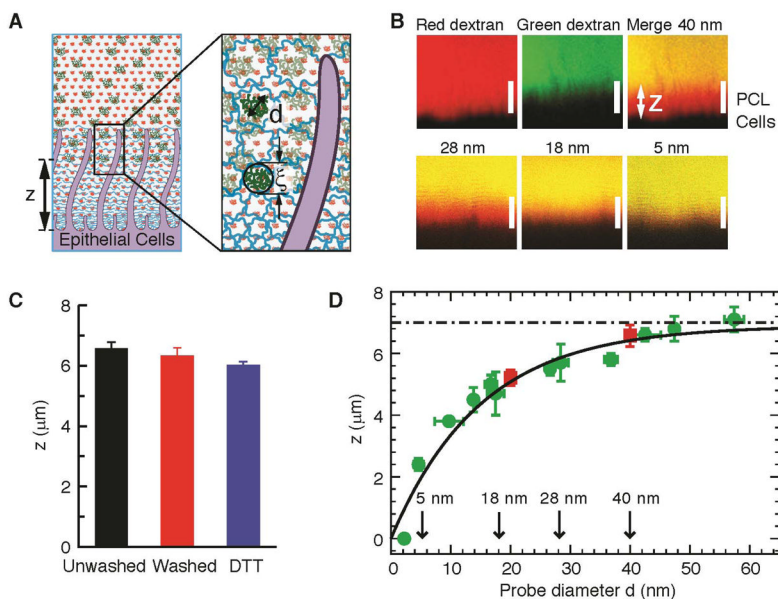 A
z
Epithelial Cells
d
ξ
B
Red dextran Green dextran Merge 40 nm
z
PCL
Cells
28 nm 18 nm 5 nm
C
z (μm)
8
6
4
2
0
Unwashed Washed DTT
D
z (μm)
8
6
4
2
0
5 nm 18 nm 28 nm 40 nm
0 10 20 30 40 50 60
Probe diameter d (nm)